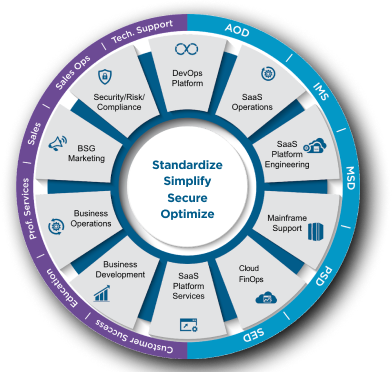 Tech. Support
AOD
Sales Ops
IMS
Sales
MSD
Prof. Services
PSD
Education
SED
Customer Success
DevOps
Platform
SaaS
Operations
SaaS
Platform
Engineering
Mainframe
Support
Cloud
FinOps
SaaS
Platform
Services
Business
Development
Business
Operations
BSG
Marketing
Security/Risk/
Compliance
Standardize
Simplify
Secure
Optimize